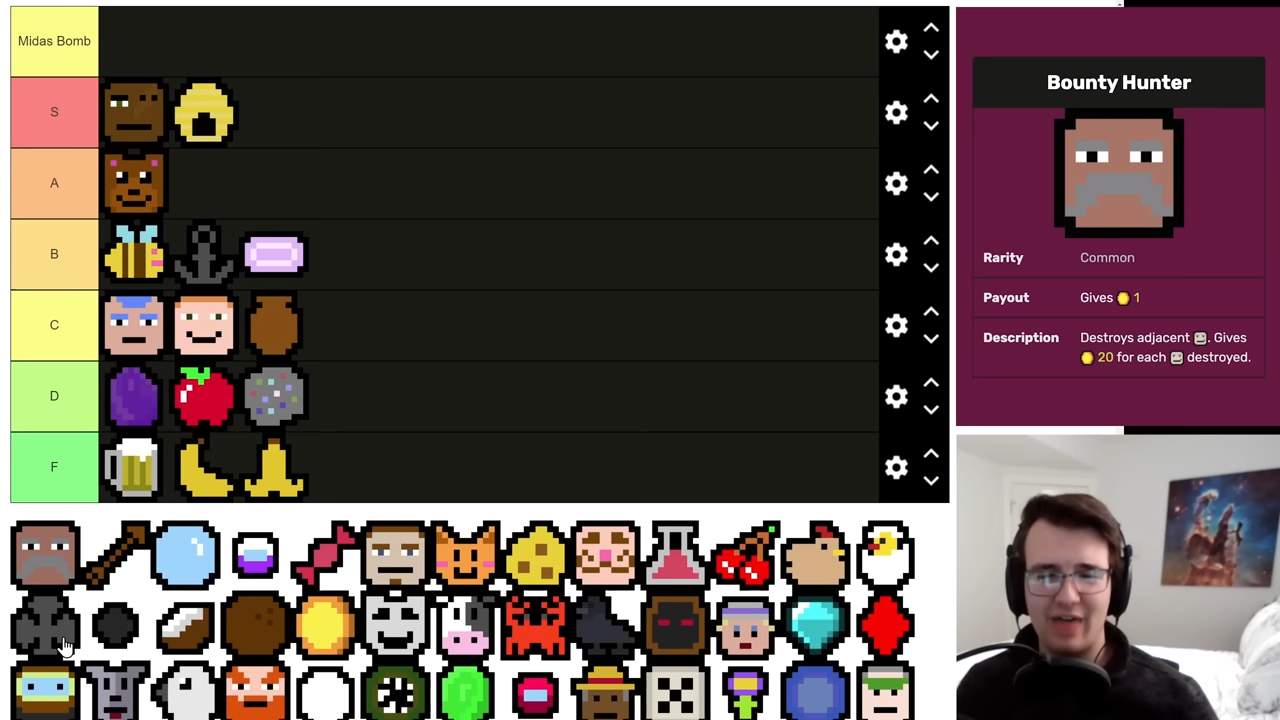 Midas Bomb
S
A
B
C
D
F
Bounty Hunter
Rarity Common
Payout Gives 1
Description Destroys adjacent . Gives
20 for each destroyed.